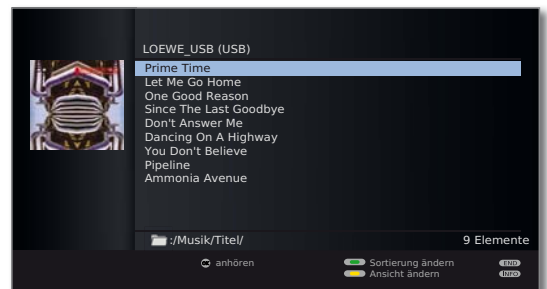 LOEWE_USB (USB)
Prime Time
Let Me Go Home
One Good Reason
Since The Last Goodbye
Don't Answer Me
Dancing On A Highway
You Don't Believe
Pipeline
Ammonia Avenue
:/Musik/Titel/ 9 Elemente
OK anhören Sortierung ändern END
Ansicht ändern INFO